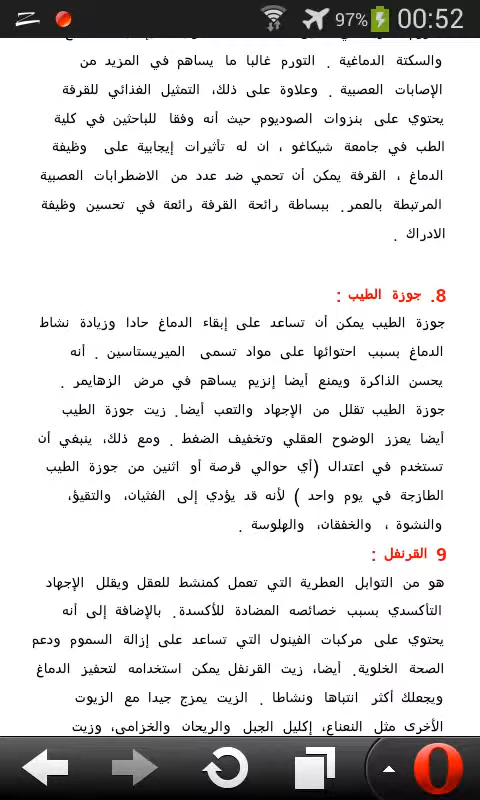 97% 00:52
والسكتة الدماغية . التورم غالبا ما يساهم في المزيد من
الإصابات العصبية . وعلاوة على ذلك، التمثيل الغذائي للقرفة
يحتوي على بنزوات الصوديوم حيث أنه وفقا للباحثين في كلية
الطب في جامعة شيكاغو ، ان له تأثيرات إيجابية على وظيفة
الدماغ ، القرفة يمكن أن تحمي ضد عدد من الاضطرابات العصبية
المرتبطة بالعمر. ببساطة رائحة القرفة رائعة في تحسين وظيفة
الادراك .
8. جوزة الطيب :
جوزة الطيب يمكن أن تساعد على إبقاء الدماغ حادا وزيادة نشاط
الدماغ بسبب احتوائها على مواد تسمى الميريستاسين . أنه
يحسن الذاكرة ويمنع أيضا إنزيم يساهم في مرض الزهايمر .
جوزة الطيب تقلل من الإجهاد والتعب أيضا. زيت جوزة الطيب
أيضا يعزز الوضوح العقلي وتخفيف الضغط . ومع ذلك، ينبغي أن
تستخدم في اعتدال (أي حوالي قرصة أو اثنين من جوزة الطيب
الطازجة في يوم واحد ) لأنه قد يؤدي إلى الغثيان، والتقيؤ،
والنشوة ، والخفقان، والهلوسة .
9 القرنفل :
هو من التوابل العطرية التي تعمل كمنشط للعقل ويقلل الإجهاد
التأكسدي بسبب خصائصه المضادة للأكسدة. بالإضافة إلى أنه
يحتوي على مركبات الفينول التي تساعد على إزالة السموم ودعم
الصحة الخلوية. أيضا، زيت القرنفل يمكن استخدامه لتحفيز الدماغ
ويجعلك أكثر انتباها ونشاطا . الزيت يمزج جيدا مع الزيوت
الأخرى مثل النعناع، إكليل الجبل والريحان والخزامى، وزيت